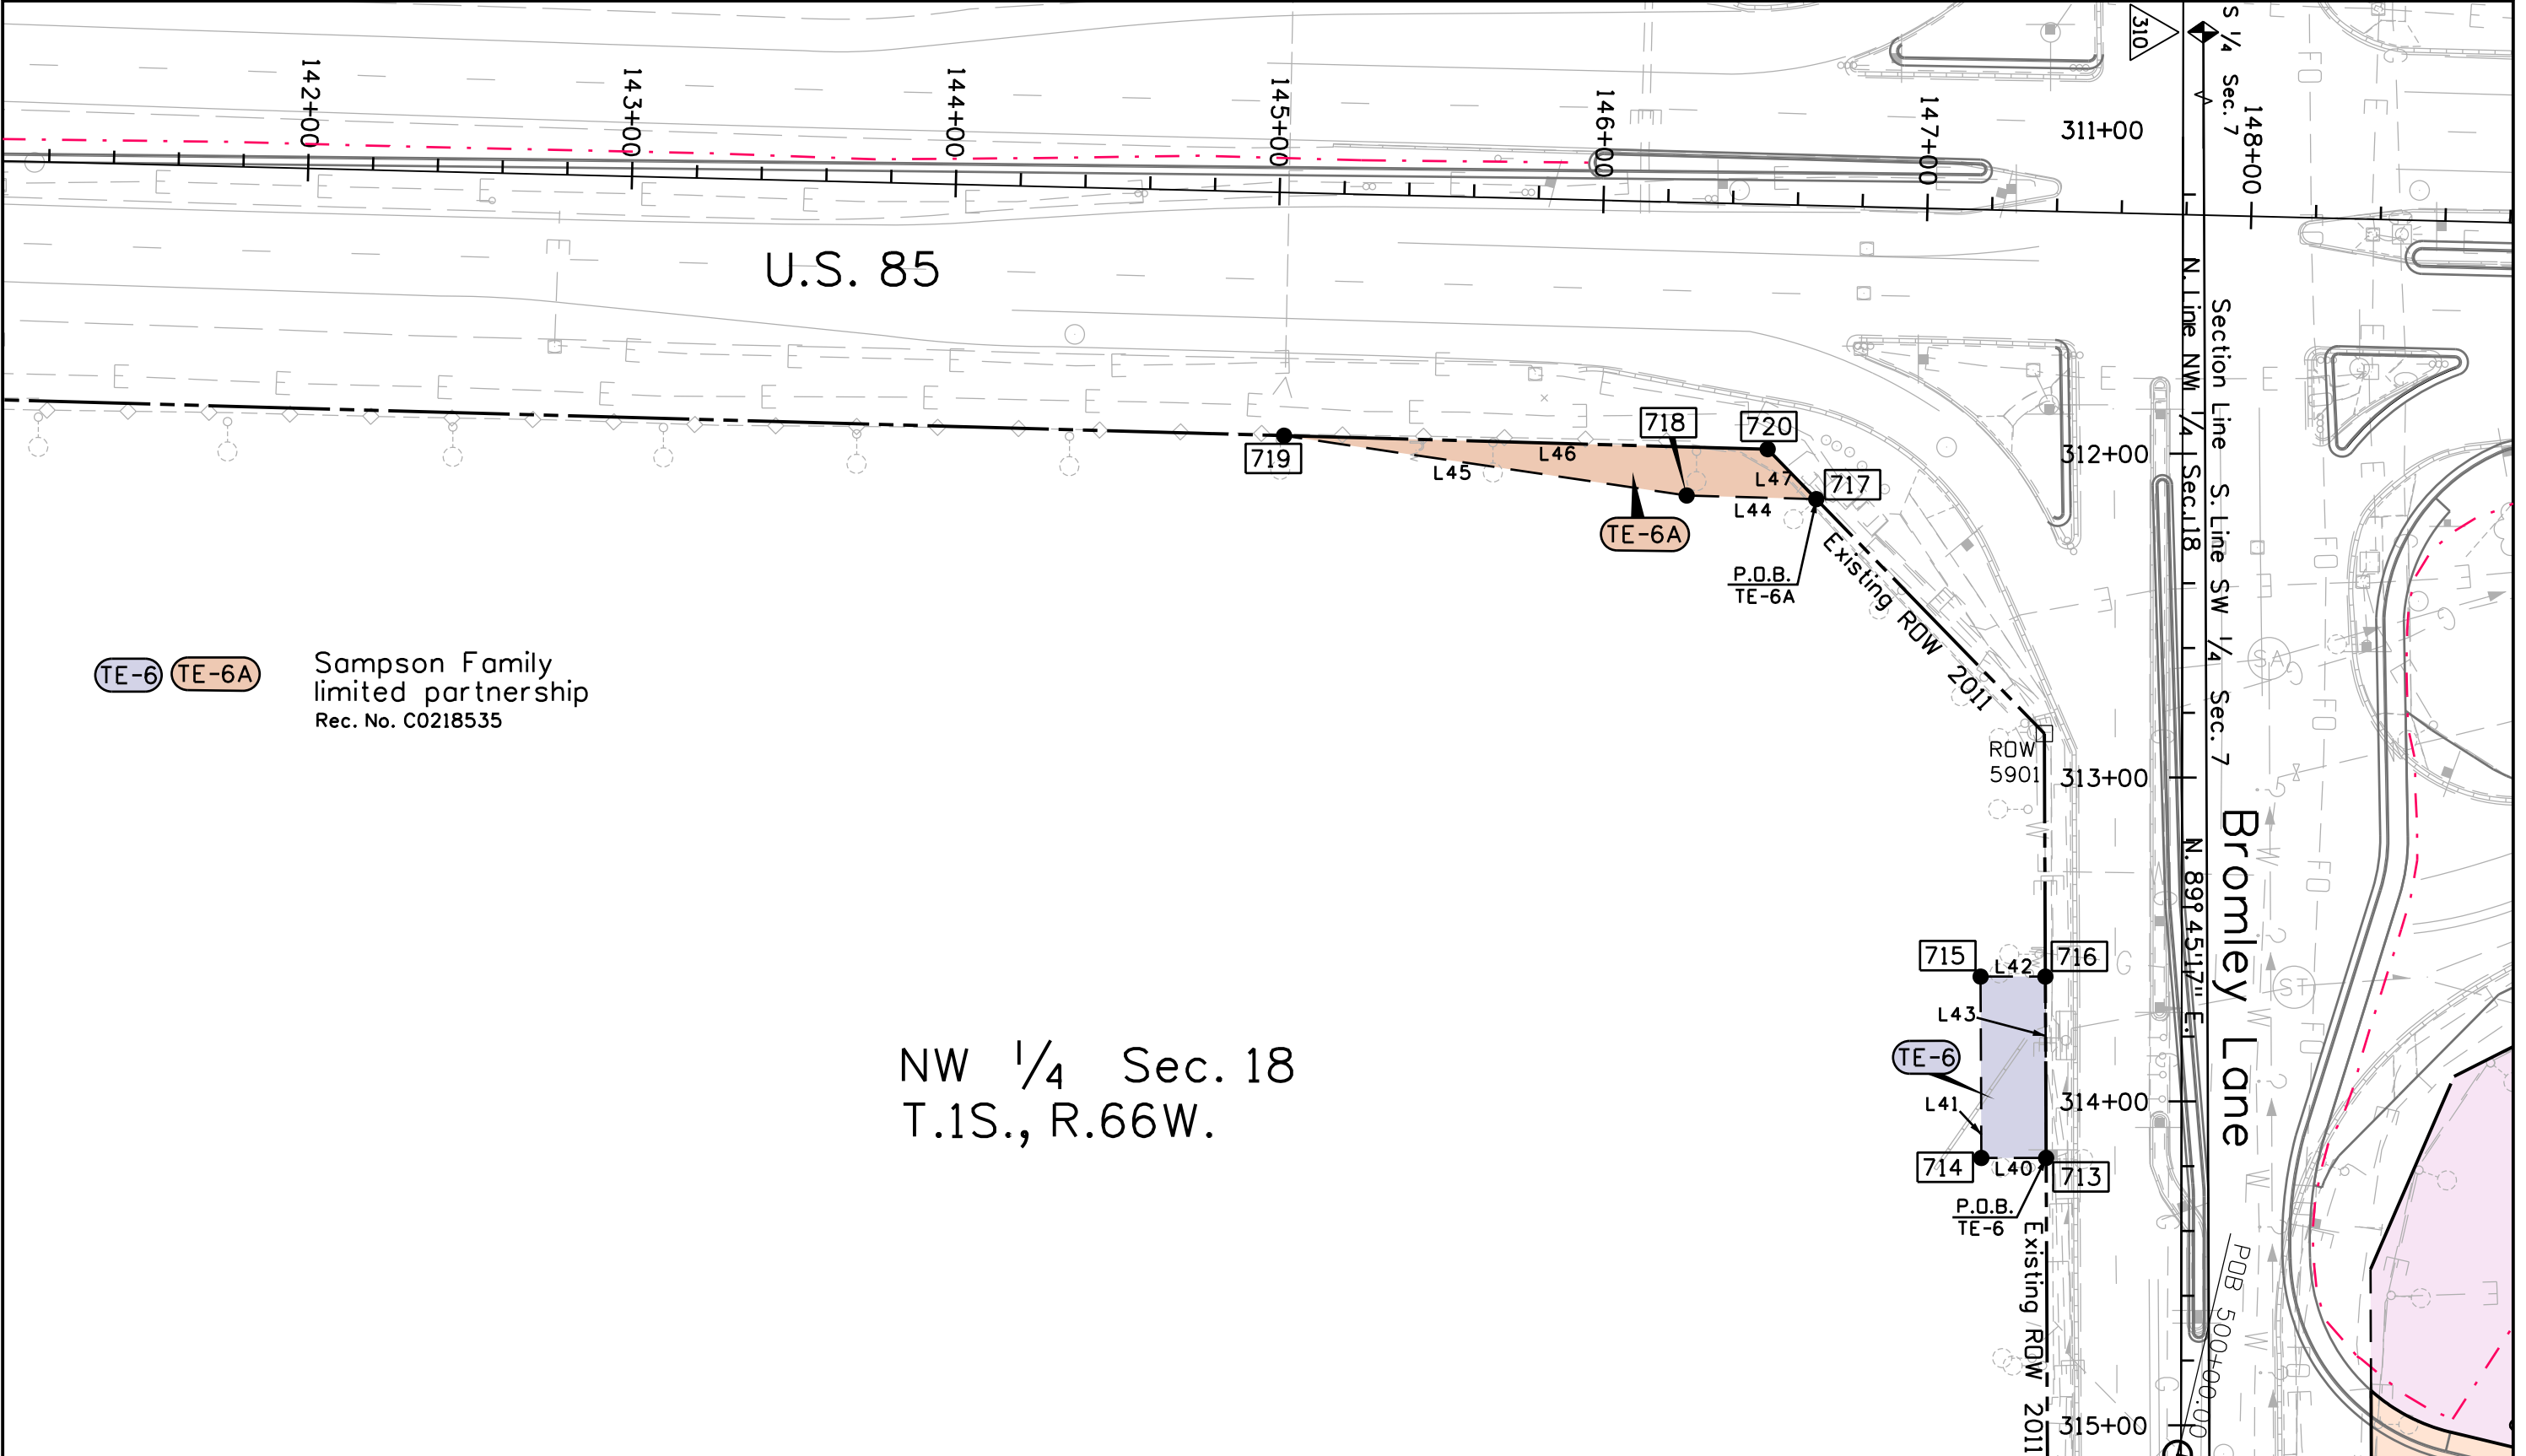 142+00
143+00
144+00
145+00
146+00
147+00
148+00
310
S 1/4 Sec. 7
311+00
312+00
313+00
314+00
315+00
U.S. 85
N. Line NW 1/4 Sec. 18
N. 89° 45'17" E.
Section Line S. Line SW 1/4 Sec. 7
Bromley Lane
718
720
719
717
L46
L45
L47
L44
TE-6A
P.O.B.
TE-6A
Existing ROW 2011
TE-6
TE-6A
Sampson Family
limited partnership
Rec. No. C0218535
ROW
5901
715
716
L42
L43
TE-6
L41
714
L40
713
P.O.B.
TE-6
Existing ROW 2011
NW 1/4 Sec. 18
T.1S., R.66W.
POB 500+00.00
SA
ST